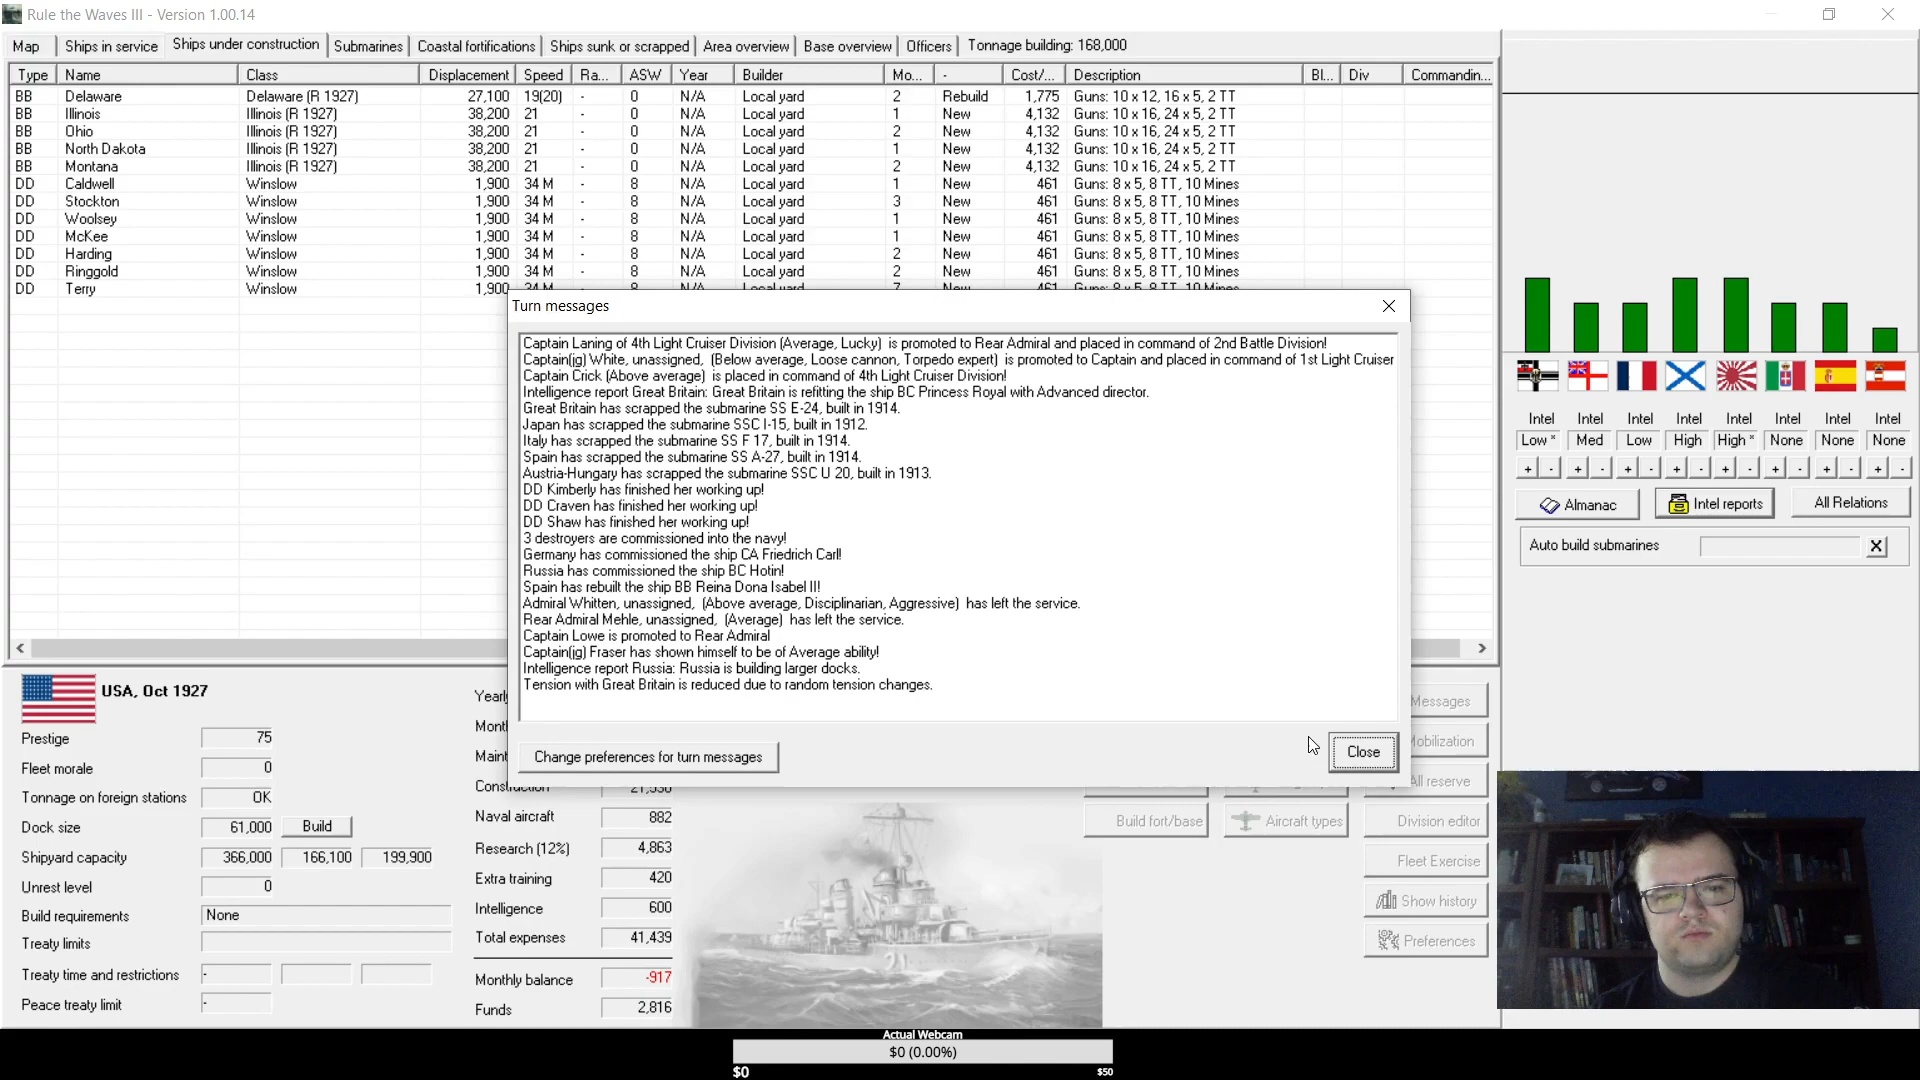 Rule the Waves III - Version 1.00.14
Map Ships in service Ships under construction Submarines Coastal fortifications Ships sunk or scrapped Area overview Base overview Officers Tonnage building: 168,000
Type Name Class Displacement Speed Ra... ASW Year Builder Mo... - Cost/... Description Bl... Div Commandin...
BB Delaware Delaware (R 1927) 27,100 19(20) - 0 N/A Local yard 2 Rebuild 1,775 Guns: 10 x 12, 16 x 5, 2 TT
BB Illinois Illinois (R 1927) 38,200 21 - 0 N/A Local yard 1 New 4,132 Guns: 10 x 16, 24 x 5, 2 TT
BB Ohio Illinois (R 1927) 38,200 21 - 0 N/A Local yard 2 New 4,132 Guns: 10 x 16, 24 x 5, 2 TT
BB North Dakota Illinois (R 1927) 38,200 21 - 0 N/A Local yard 1 New 4,132 Guns: 10 x 16, 24 x 5, 2 TT
BB Montana Illinois (R 1927) 38,200 21 - 0 N/A Local yard 2 New 4,132 Guns: 10 x 16, 24 x 5, 2 TT
DD Caldwell Winslow 1,900 34 M - 8 N/A Local yard 1 New 461 Guns: 8 x 5, 8 TT, 10 Mines
DD Stockton Winslow 1,900 34 M - 8 N/A Local yard 3 New 461 Guns: 8 x 5, 8 TT, 10 Mines
DD Woolsey Winslow 1,900 34 M - 8 N/A Local yard 1 New 461 Guns: 8 x 5, 8 TT, 10 Mines
DD McKee Winslow 1,900 34 M - 8 N/A Local yard 1 New 461 Guns: 8 x 5, 8 TT, 10 Mines
DD Harding Winslow 1,900 34 M - 8 N/A Local yard 2 New 461 Guns: 8 x 5, 8 TT, 10 Mines
DD Ringgold Winslow 1,900 34 M - 8 N/A Local yard 2 New 461 Guns: 8 x 5, 8 TT, 10 Mines
DD Terry Winslow 1,900 34 M - 8 N/A Local yard 7 New 461 Guns: 8 x 5, 8 TT, 10 Mines
Turn messages
Captain Laning of 4th Light Cruiser Division (Average, Lucky) is promoted to Rear Admiral and placed in command of 2nd Battle Division!
Captain(jg) White, unassigned, (Below average, Loose cannon, Torpedo expert) is promoted to Captain and placed in command of 1st Light Cruiser
Captain Crick (Above average) is placed in command of 4th Light Cruiser Division!
Intelligence report Great Britain: Great Britain is refitting the ship BC Princess Royal with Advanced director.
Great Britain has scrapped the submarine SS E-24, built in 1914.
Japan has scrapped the submarine SSC I-15, built in 1912.
Italy has scrapped the submarine SS F 17, built in 1914.
Spain has scrapped the submarine SS A-27, built in 1914.
Austria-Hungary has scrapped the submarine SSC U 20, built in 1913.
DD Kimberly has finished her working up!
DD Craven has finished her working up!
DD Shaw has finished her working up!
3 destroyers are commissioned into the navy!
Germany has commissioned the ship CA Friedrich Carl!
Russia has commissioned the ship BC Hotin!
Spain has rebuilt the ship BB Reina Dona Isabel II!
Admiral Whitten, unassigned, (Above average, Disciplinarian, Aggressive) has left the service.
Rear Admiral Mehle, unassigned, (Average) has left the service.
Captain Lowe is promoted to Rear Admiral
Captain(jg) Fraser has shown himself to be of Average ability!
Intelligence report Russia: Russia is building larger docks.
Tension with Great Britain is reduced due to random tension changes.
Change preferences for turn messages Close
Intel Intel Intel Intel Intel Intel Intel Intel
Low * Med Low High High * None None None
+ - + - + - + - + - + - + - + -
Almanac Intel reports All Relations
Auto build submarines X
USA, Oct 1927
Prestige 75
Fleet morale 0
Tonnage on foreign stations OK
Dock size 61,000 Build
Shipyard capacity 366,000 166,100 199,900
Unrest level 0
Build requirements None
Treaty limits
Treaty time and restrictions -
Peace treaty limit -
Yearl
Mont
Maint
Construction 21,530
Naval aircraft 882
Research (12%) 4,863
Extra training 420
Intelligence 600
Total expenses 41,439
Monthly balance -917
Funds 2,816
Build fort/base Aircraft types
Messages
Mobilization
All reserve
Division editor
Fleet Exercise
Show history
Preferences
21
Actual Webcam
$0 (0.00%)
$0 $50